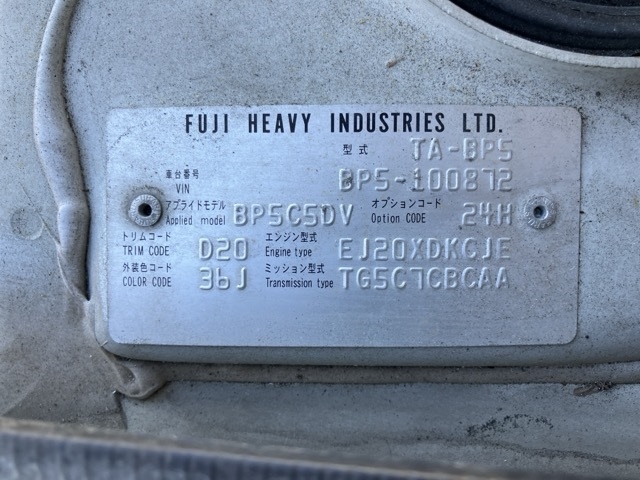 FUJI HEAVY INDUSTRIES LTD.
型式 TA-BP5
車台番号 VIN BP5-100872
アプライドモデル Applied model BP5C5DV オプションコード Option CODE 24H
トリムコード TRIM CODE D20 エンジン型式 Engine type EJ20XDKCJE
外装色コード COLOR CODE 36J ミッション型式 Transmission type TG5C7CBCAA